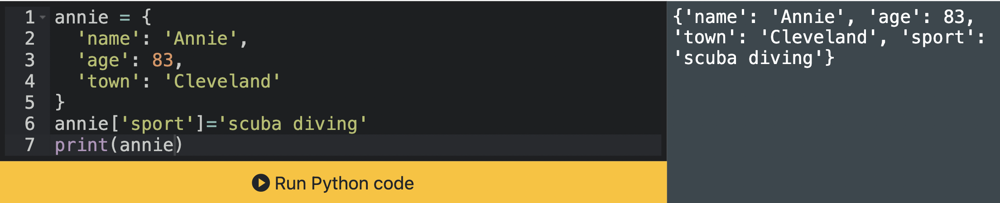 1 annie = {
2   'name': 'Annie',
3   'age': 83,
4   'town': 'Cleveland'
5 }
6 annie['sport']='scuba diving'
7 print(annie)
Run Python code
{'name': 'Annie', 'age': 83,
'town': 'Cleveland', 'sport':
'scuba diving'}